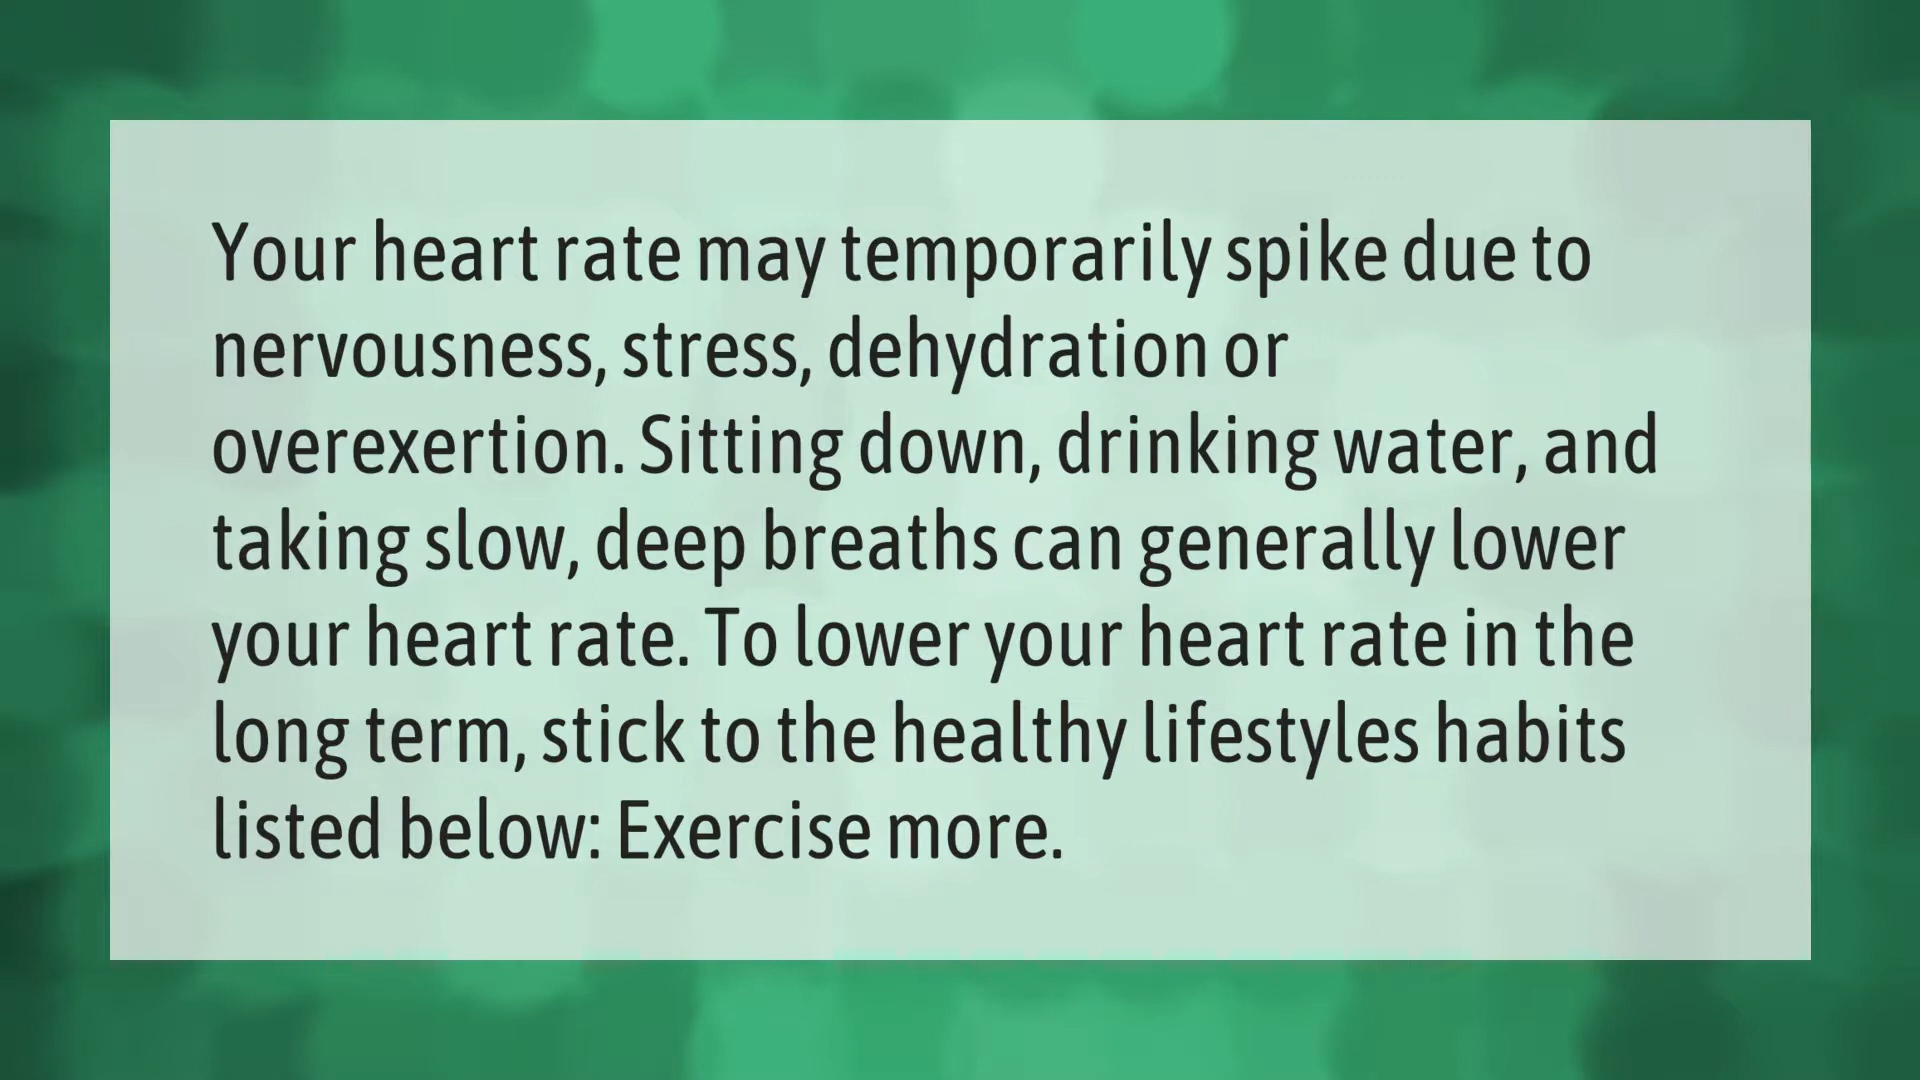 Your heart rate may temporarily spike due to
nervousness, stress, dehydration or
overexertion. Sitting down, drinking water, and
taking slow, deep breaths can generally lower
your heart rate. To lower your heart rate in the
long term, stick to the healthy lifestyles habits
listed below: Exercise more.